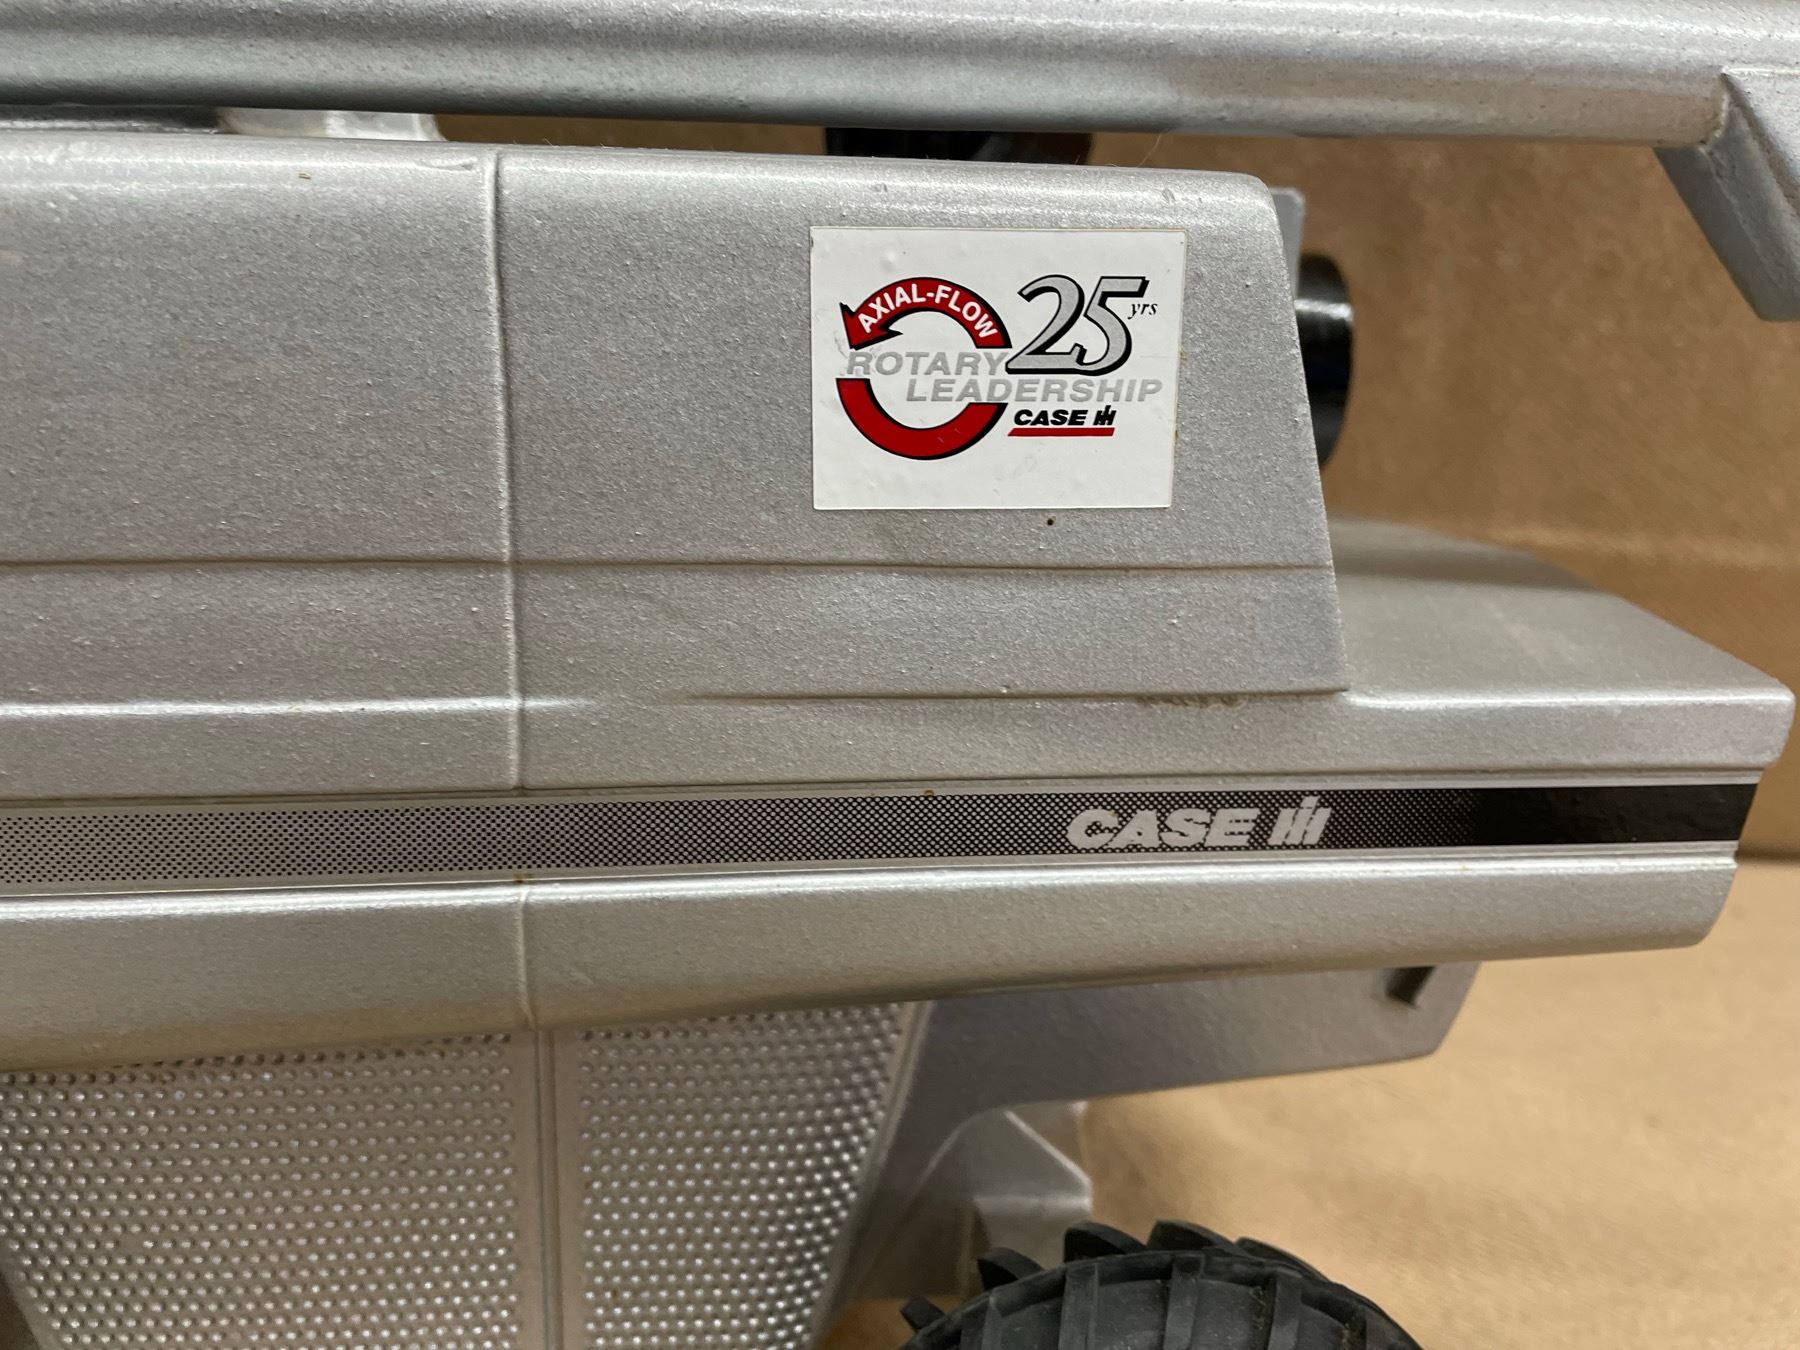 AXIAL-FLOW
25 yrs
ROTARY
LEADERSHIP
CASE IH
CASE IH